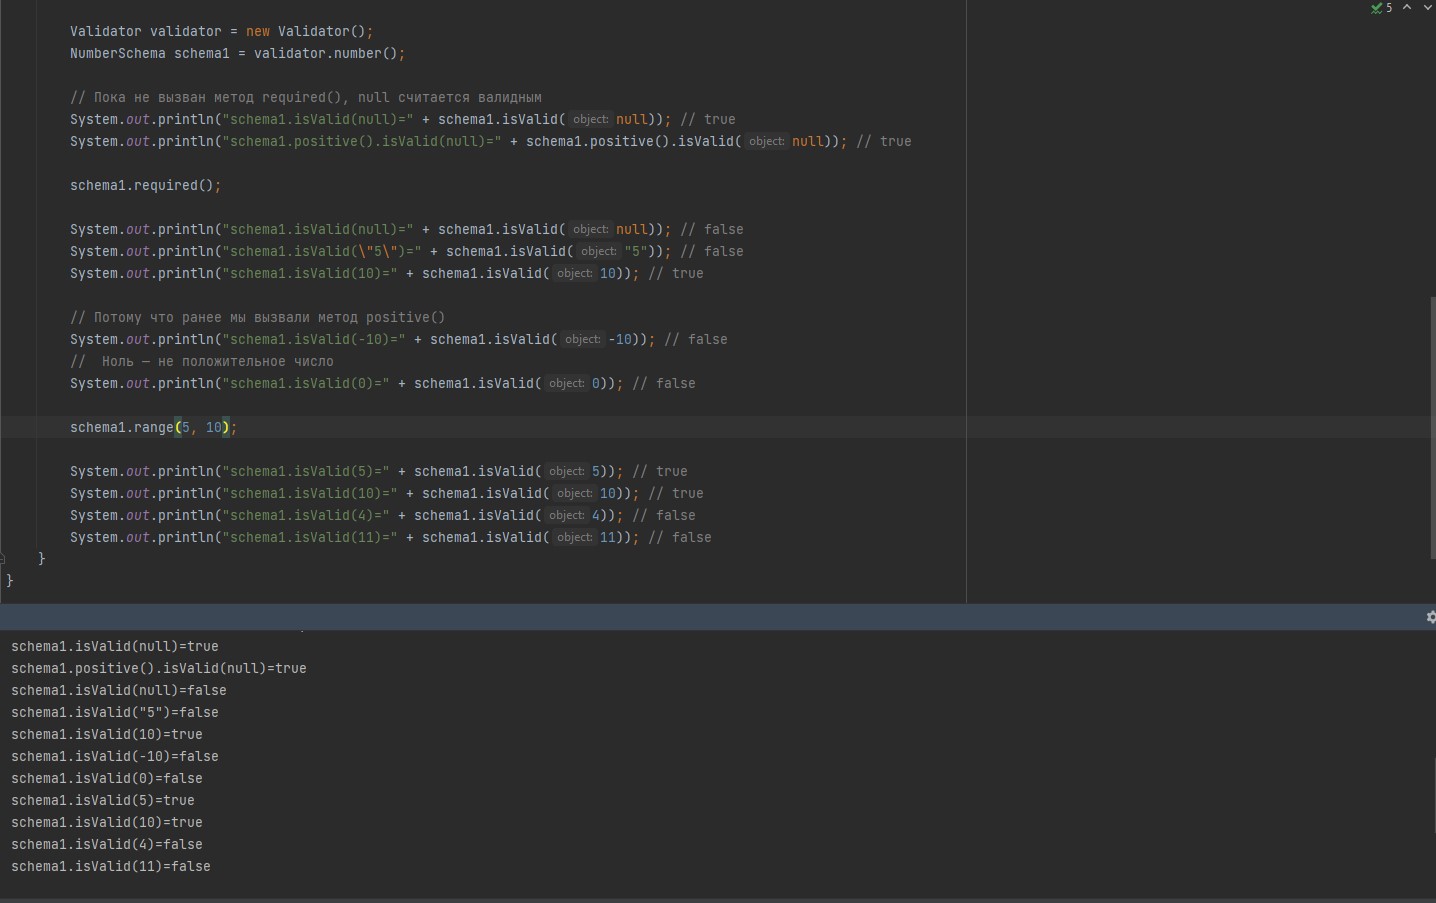 5
Validator validator = new Validator();
NumberSchema schema1 = validator.number();
// Пока не вызван метод required(), null считается валидным
System.out.println("schema1.isValid(null)=" + schema1.isValid( object: null)); // true
System.out.println("schema1.positive().isValid(null)=" + schema1.positive().isValid( object: null)); // true
schema1.required();
System.out.println("schema1.isValid(null)=" + schema1.isValid( object: null)); // false
System.out.println("schema1.isValid(\"5\")=" + schema1.isValid( object: "5")); // false
System.out.println("schema1.isValid(10)=" + schema1.isValid( object: 10)); // true
// Потому что ранее мы вызвали метод positive()
System.out.println("schema1.isValid(-10)=" + schema1.isValid( object: -10)); // false
//  Ноль — не положительное число
System.out.println("schema1.isValid(0)=" + schema1.isValid( object: 0)); // false
schema1.range(5, 10);
System.out.println("schema1.isValid(5)=" + schema1.isValid( object: 5)); // true
System.out.println("schema1.isValid(10)=" + schema1.isValid( object: 10)); // true
System.out.println("schema1.isValid(4)=" + schema1.isValid( object: 4)); // false
System.out.println("schema1.isValid(11)=" + schema1.isValid( object: 11)); // false
}
}
schema1.isValid(null)=true
schema1.positive().isValid(null)=true
schema1.isValid(null)=false
schema1.isValid("5")=false
schema1.isValid(10)=true
schema1.isValid(-10)=false
schema1.isValid(0)=false
schema1.isValid(5)=true
schema1.isValid(10)=true
schema1.isValid(4)=false
schema1.isValid(11)=false